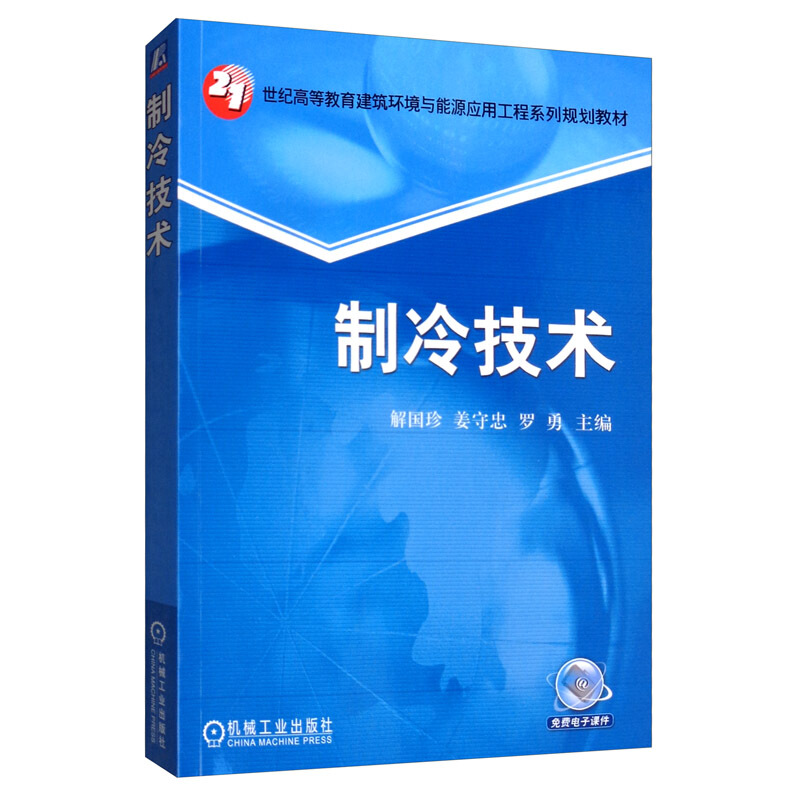 制冷技术
机械工业出版社
CHINA MACHINE PRESS
21世纪高等教育建筑环境与能源应用工程系列规划教材
制冷技术
解国珍 姜守忠 罗勇 主编
@
免费电子课件
机械工业出版社
CHINA MACHINE PRESS